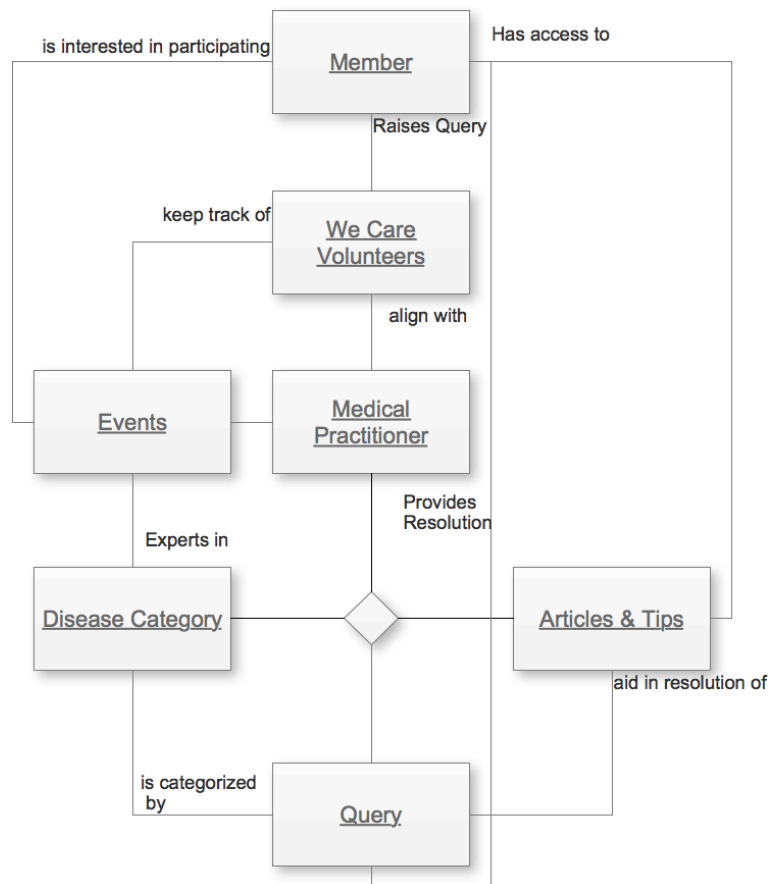 is interested in participating
Member
Has access to
Raises Query
keep track of
We Care
Volunteers
align with
Events
Medical
Practitioner
Provides
Resolution
Experts in
Disease Category
Articles & Tips
aid in resolution of
is categorized
by
Query